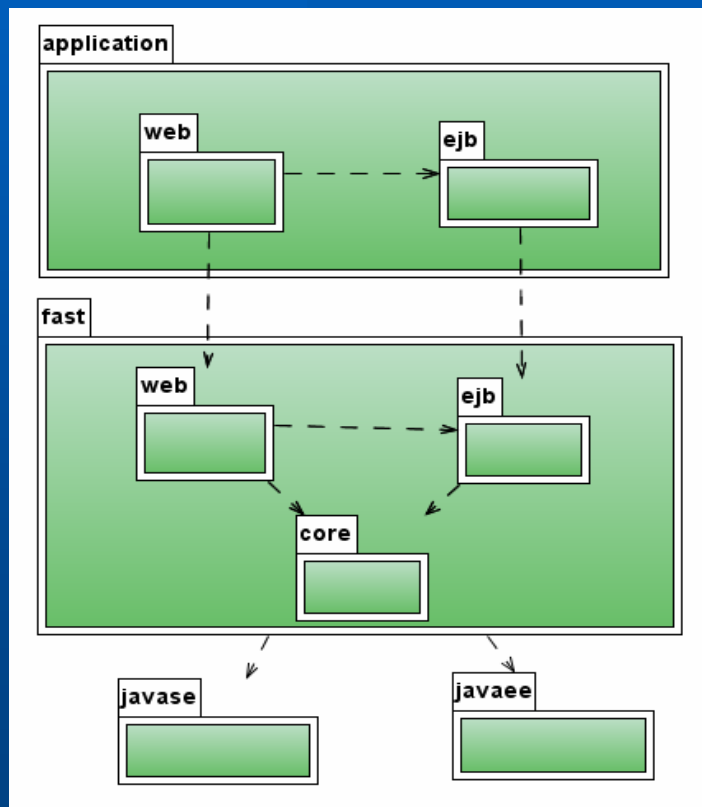 application
web
ejb
fast
web
ejb
core
javase
javaee